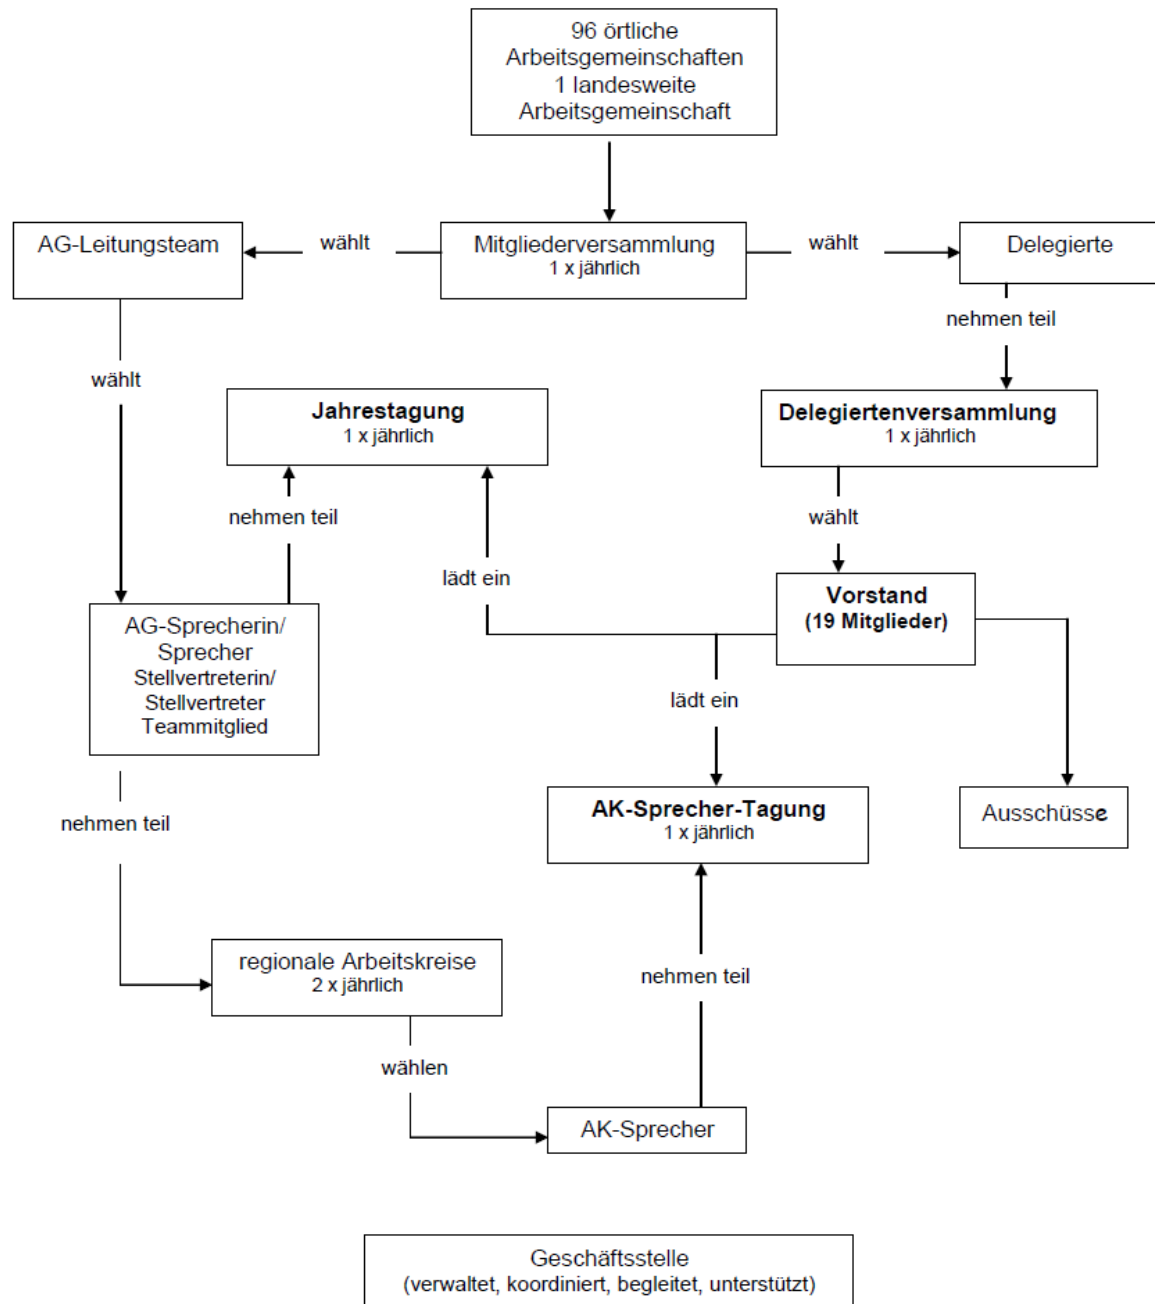 96 örtliche
Arbeitsgemeinschaften
1 landesweite
Arbeitsgemeinschaft
AG-Leitungsteam
wählt
Mitgliederversammlung
1 x jährlich
wählt
Delegierte
nehmen teil
wählt
Jahrestagung
1 x jährlich
Delegiertenversammlung
1 x jährlich
nehmen teil
wählt
lädt ein
Vorstand
(19 Mitglieder)
AG-Sprecherin/
Sprecher
Stellvertreterin/
Stellvertreter
Teammitglied
lädt ein
nehmen teil
AK-Sprecher-Tagung
1 x jährlich
Ausschüsse
regionale Arbeitskreise
2 x jährlich
nehmen teil
wählen
AK-Sprecher
Geschäftsstelle
(verwaltet, koordiniert, begleitet, unterstützt)